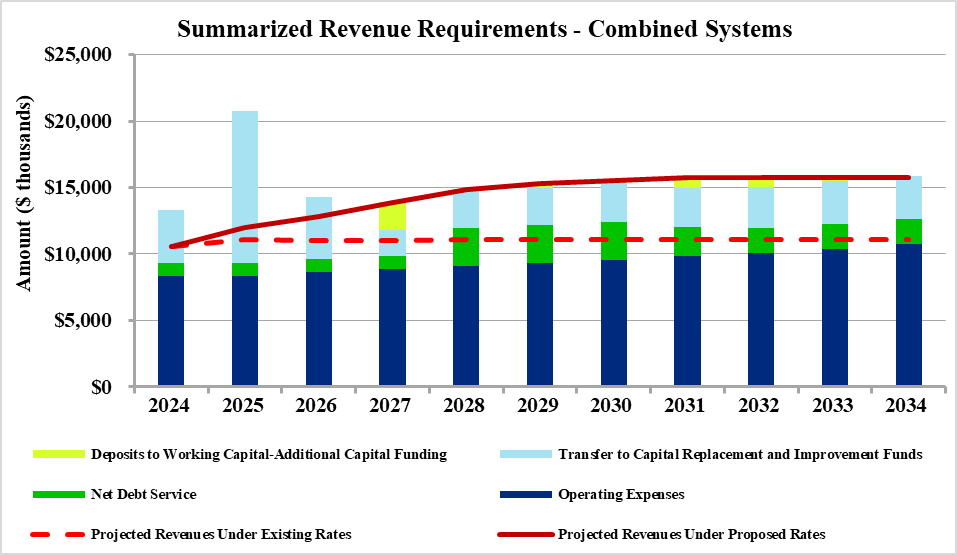 Summarized Revenue Requirements - Combined Systems
Amount ($ thousands)
$25,000
$20,000
$15,000
$10,000
$5,000
$0
2024 2025 2026 2027 2028 2029 2030 2031 2032 2033 2034
Deposits to Working Capital-Additional Capital Funding
Transfer to Capital Replacement and Improvement Funds
Net Debt Service
Operating Expenses
Projected Revenues Under Existing Rates
Projected Revenues Under Proposed Rates